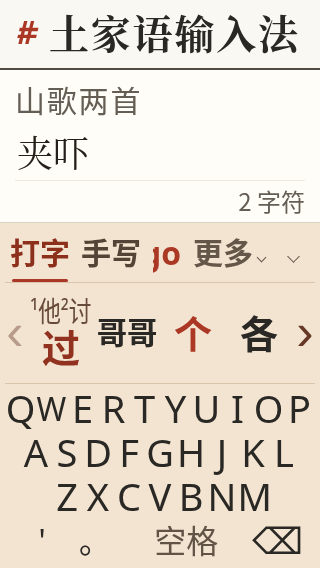 # 土家语输入法
山歌两首
夹吓
2 字符
打字 手写 go 更多
1他2讨
过 哥哥 个 各
QWERTYUIOP
ASDFGHJKL
ZXCVBNM
' 。 空格